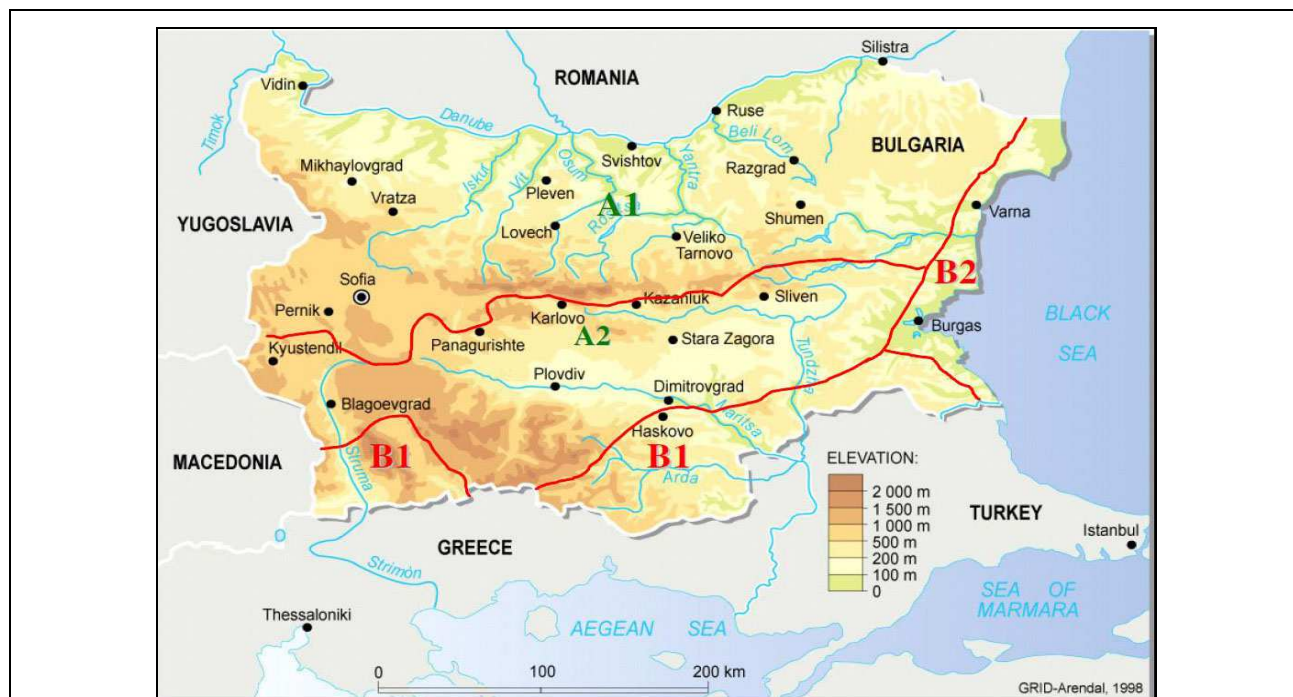 Silistra
ROMANIA
Vidin
Ruse
Danube
Timok
Beli Lom
BULGARIA
Svishtov
Yantra
Razgrad
Mikhaylovgrad
Iskur
Vit
Osum
Pleven
Vratza
A1
Shumen
Varna
YUGOSLAVIA
Lovech
Rositsa
Veliko
Tarnovo
B2
Sofia
Kazanluk
Sliven
Pernik
Karlovo
Burgas
BLACK
SEA
Panagurishte
A2
Stara Zagora
Kyustendil
Tundzha
Plovdiv
Dimitrovgrad
Blagoevgrad
Maritsa
Haskovo
MACEDONIA
B1
B1
Struma
Arda
ELEVATION:
2 000 m
1 500 m
1 000 m
500 m
200 m
100 m
0
TURKEY
Istanbul
GREECE
Strimòn
SEA OF
MARMARA
Thessaloniki
AEGEAN SEA
0 100 200 km
GRID-Arendal, 1998